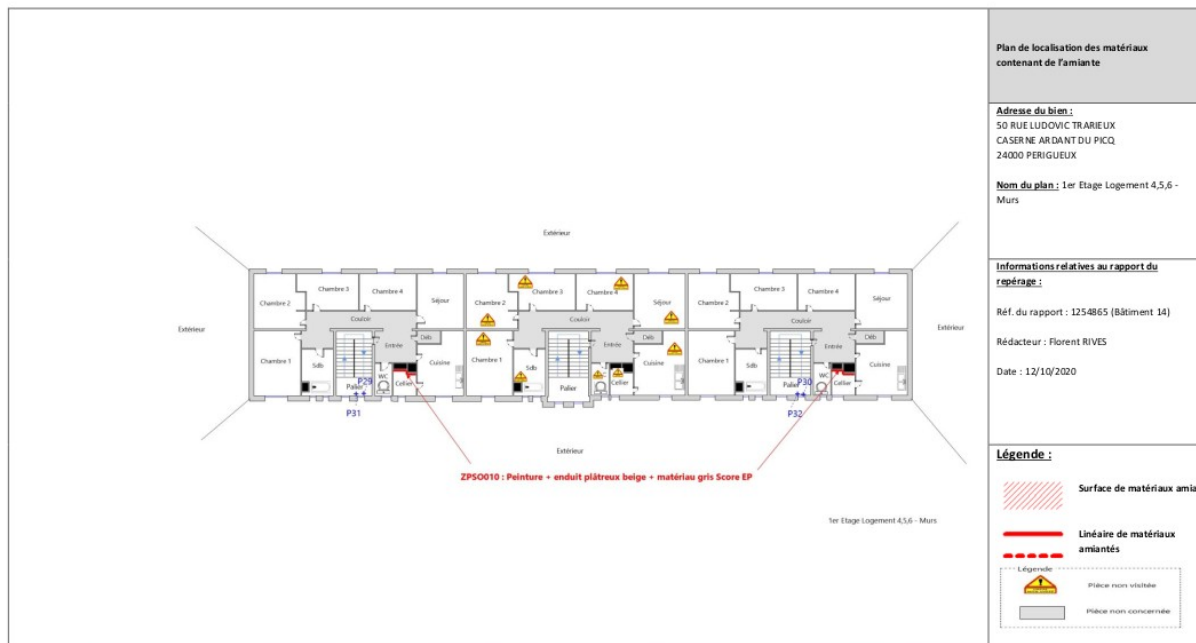 Plan de localisation des matériaux
contenant de l'amiante
Adresse du bien :
50 RUE LUDOVIC TRARIEUX
CASERNE ARDANT DU PICQ
24000 PERIGUEUX
Nom du plan : 1er Etage Logement 4,5,6 -
Murs
Informations relatives au rapport du
repérage :
Réf. du rapport : 1254865 (Bâtiment 14)
Rédacteur : Florent RIVES
Date : 12/10/2020
Légende :
Surface de matériaux amia
Linéaire de matériaux
amiantés
Légende
Pièce non visitée
Pièce non concernée
Extérieur
Extérieur
Extérieur
Extérieur
Chambre 2
Chambre 3
Chambre 4
Séjour
Couloir
Entrée
Déb
Chambre 1
Sdb
Palier
WC
Cellier
Cuisine
P29
P31
Chambre 2
Chambre 3
Chambre 4
Séjour
Couloir
Entrée
Déb
Chambre 1
Sdb
Palier
Cellier
Cuisine
Chambre 2
Chambre 3
Chambre 4
Séjour
Couloir
Entrée
Déb
Chambre 1
Sdb
Palier
WC
Cellier
Cuisine
P30
P32
ZPSO010 : Peinture + enduit plâtreux beige + matériau gris Score EP
1er Etage Logement 4,5,6 - Murs